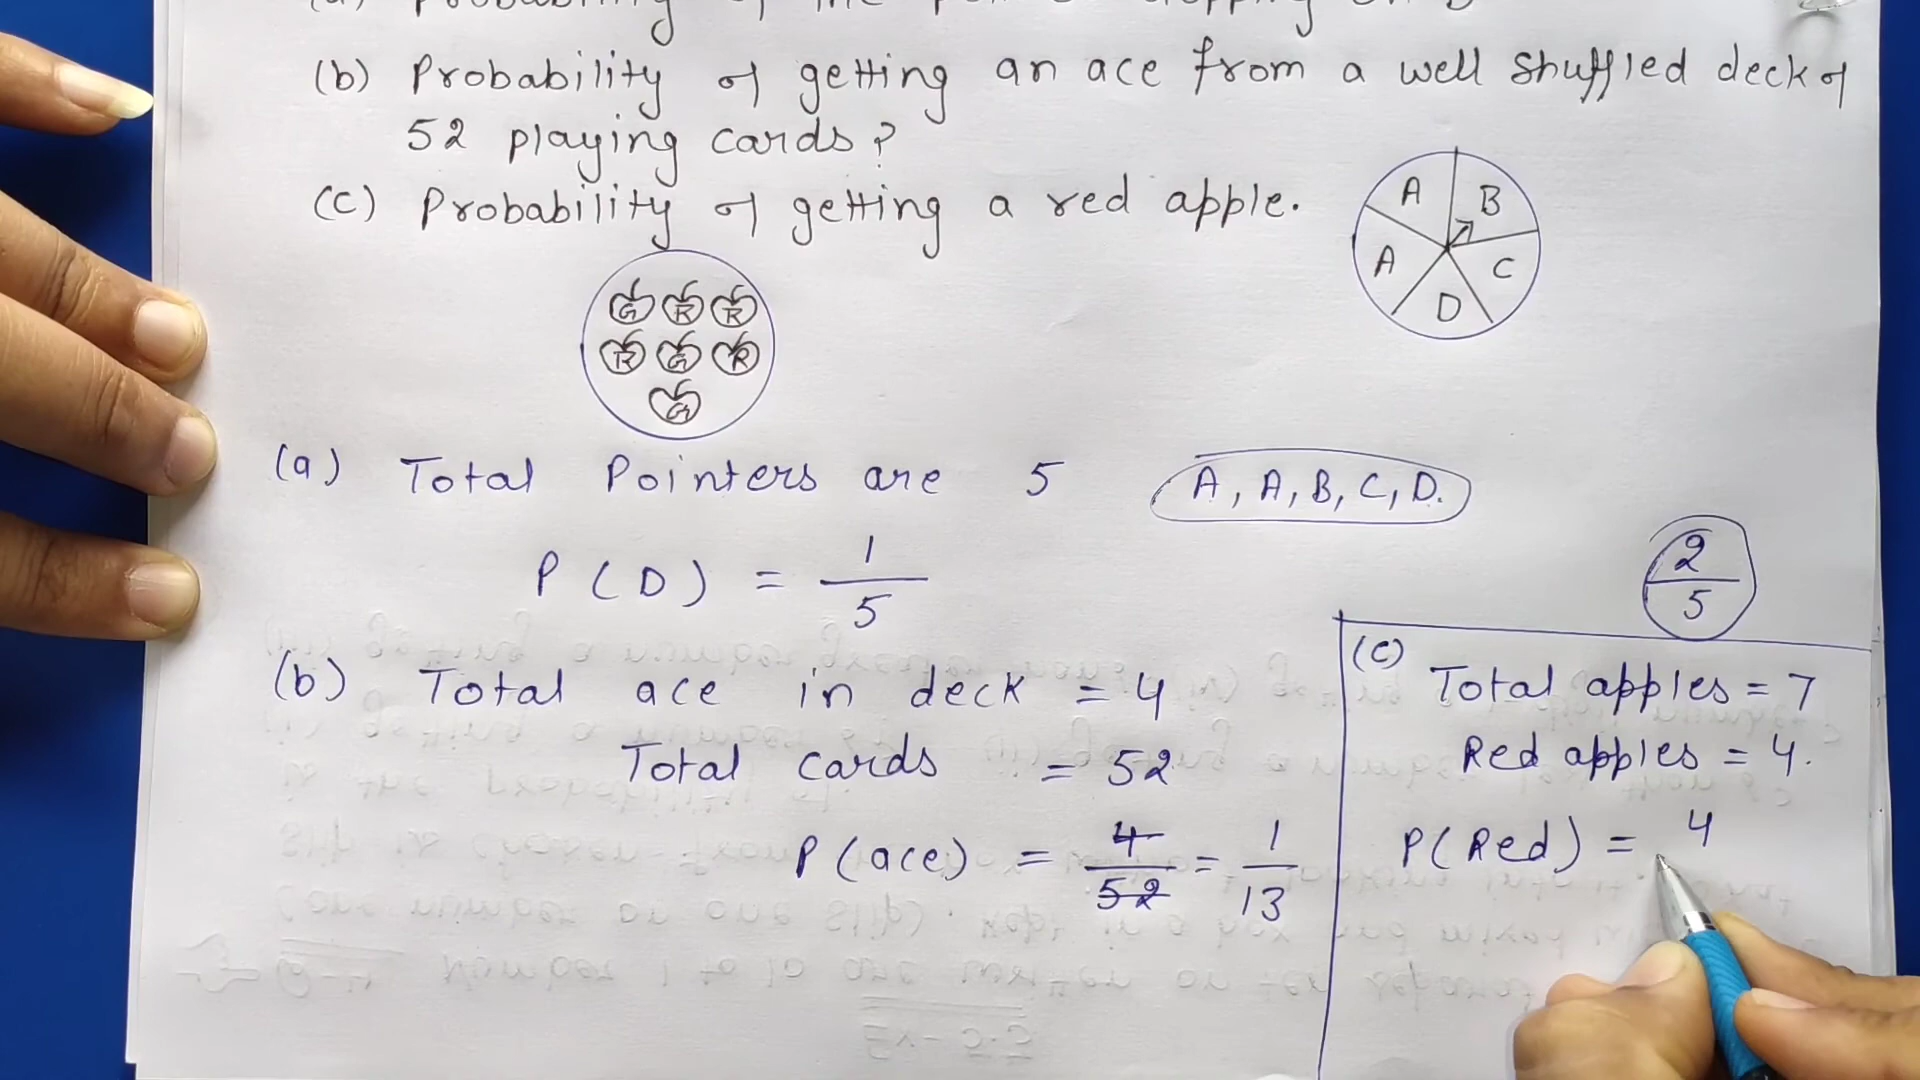 (b) Probability of getting an ace from a well shuffled deck of
52 playing cards?
(c) Probability of getting a red apple.
A B
A C
D
G R R
R G R
G
(a) Total Pointers are 5 A, A, B, C, D.
P(D) = 1/5
2/5
(b) Total ace in deck = 4
Total cards = 52
P(ace) = 4/52 = 1/13
(c) Total apples = 7
Red apples = 4.
P(Red) = 4